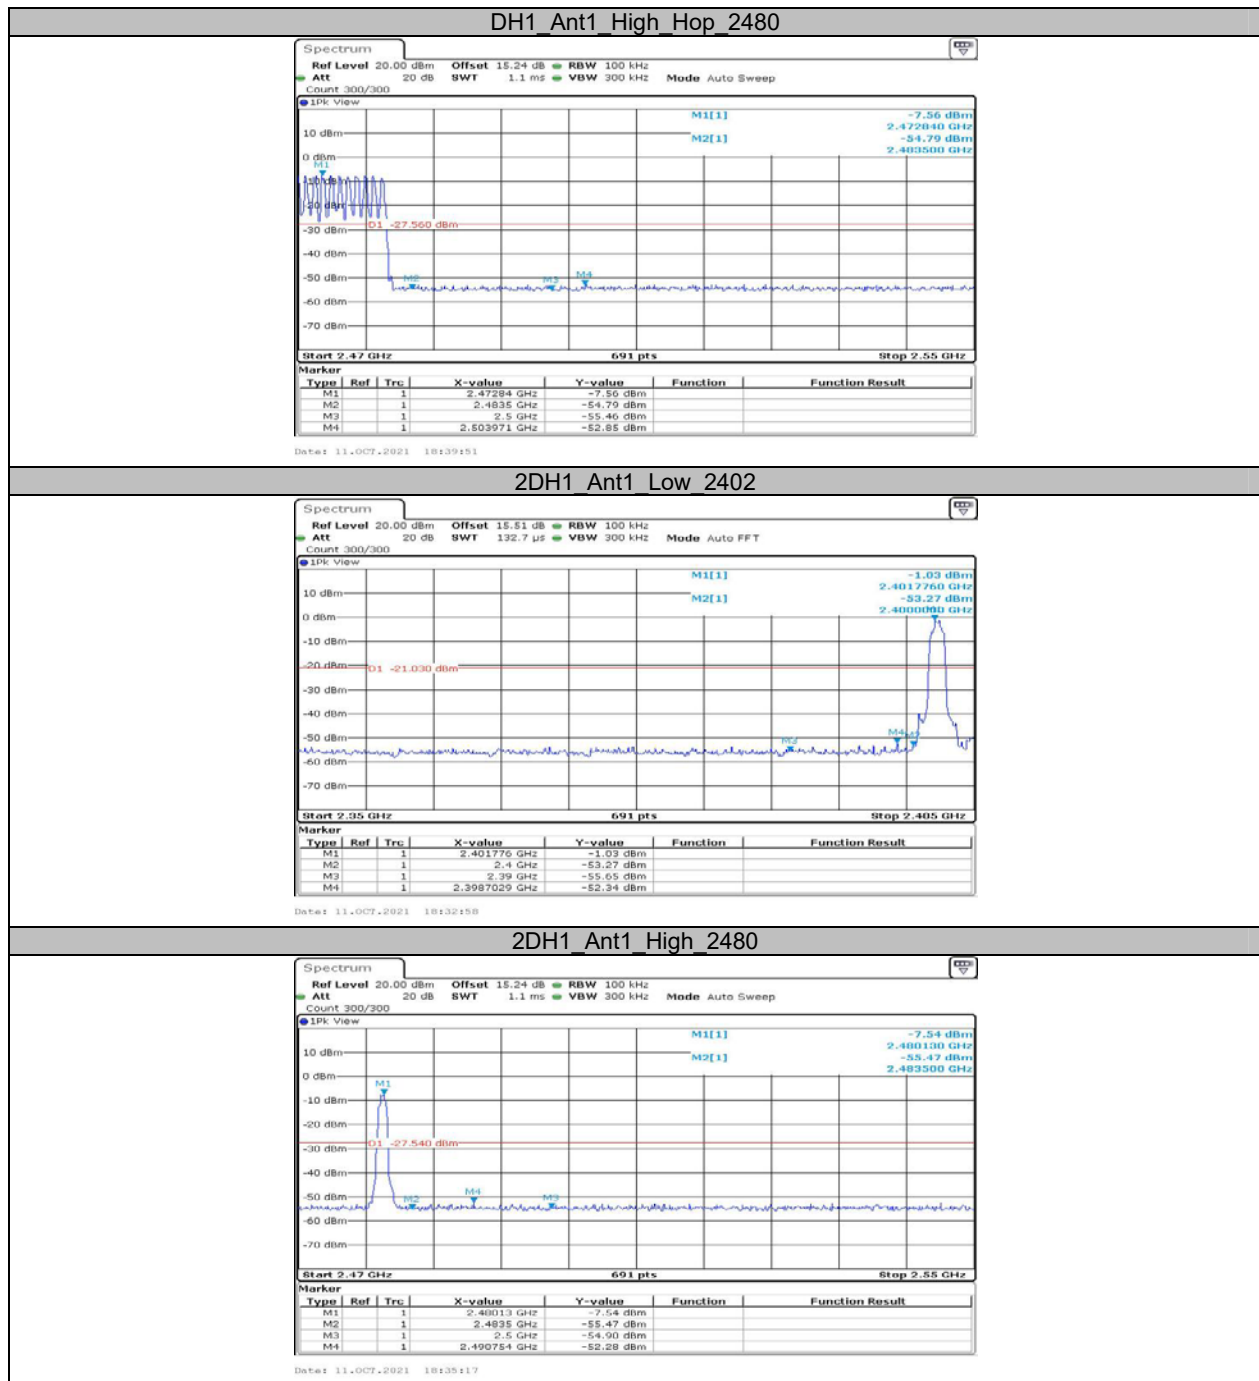 DH1_Ant1_High_Hop_2480
Spectrum
Ref Level 20.00 dBm Offset 15.24 dB RBW 100 kHz
Att 20 dB SWT 1.1 ms VBW 300 kHz Mode Auto Sweep
Count 300/300
1Pk View
M1[1] -7.56 dBm
2.472840 GHz
10 dBm
M2[1] -54.79 dBm
2.483500 GHz
0 dBm
M1
-10 dBm
-20 dBm
D1 -27.560 dBm
-30 dBm
-40 dBm
-50 dBm
M2 M3 M4
-60 dBm
-70 dBm
Start 2.47 GHz 691 pts Stop 2.55 GHz
Marker
Type Ref Trc X-value Y-value Function Function Result
M1 1 2.47284 GHz -7.56 dBm
M2 1 2.4835 GHz -54.79 dBm
M3 1 2.5 GHz -55.46 dBm
M4 1 2.503971 GHz -52.85 dBm
Date: 11.OCT.2021 18:39:51
2DH1_Ant1_Low_2402
Spectrum
Ref Level 20.00 dBm Offset 15.51 dB RBW 100 kHz
Att 20 dB SWT 132.7 µs VBW 300 kHz Mode Auto FFT
Count 300/300
1Pk View
M1[1] -1.03 dBm
2.4017760 GHz
10 dBm
M2[1] -53.27 dBm
2.4000000 GHz
0 dBm
-10 dBm
-20 dBm
D1 -21.030 dBm
-30 dBm
-40 dBm
-50 dBm
M3 M4 M2
-60 dBm
-70 dBm
Start 2.35 GHz 691 pts Stop 2.405 GHz
Marker
Type Ref Trc X-value Y-value Function Function Result
M1 1 2.401776 GHz -1.03 dBm
M2 1 2.4 GHz -53.27 dBm
M3 1 2.39 GHz -55.65 dBm
M4 1 2.3987029 GHz -52.34 dBm
Date: 11.OCT.2021 18:32:58
2DH1_Ant1_High_2480
Spectrum
Ref Level 20.00 dBm Offset 15.24 dB RBW 100 kHz
Att 20 dB SWT 1.1 ms VBW 300 kHz Mode Auto Sweep
Count 300/300
1Pk View
M1[1] -7.54 dBm
2.480130 GHz
10 dBm
M2[1] -55.47 dBm
2.483500 GHz
0 dBm
M1
-10 dBm
-20 dBm
D1 -27.540 dBm
-30 dBm
-40 dBm
-50 dBm
M2 M4 M3
-60 dBm
-70 dBm
Start 2.47 GHz 691 pts Stop 2.55 GHz
Marker
Type Ref Trc X-value Y-value Function Function Result
M1 1 2.48013 GHz -7.54 dBm
M2 1 2.4835 GHz -55.47 dBm
M3 1 2.5 GHz -54.90 dBm
M4 1 2.490754 GHz -52.28 dBm
Date: 11.OCT.2021 18:35:17